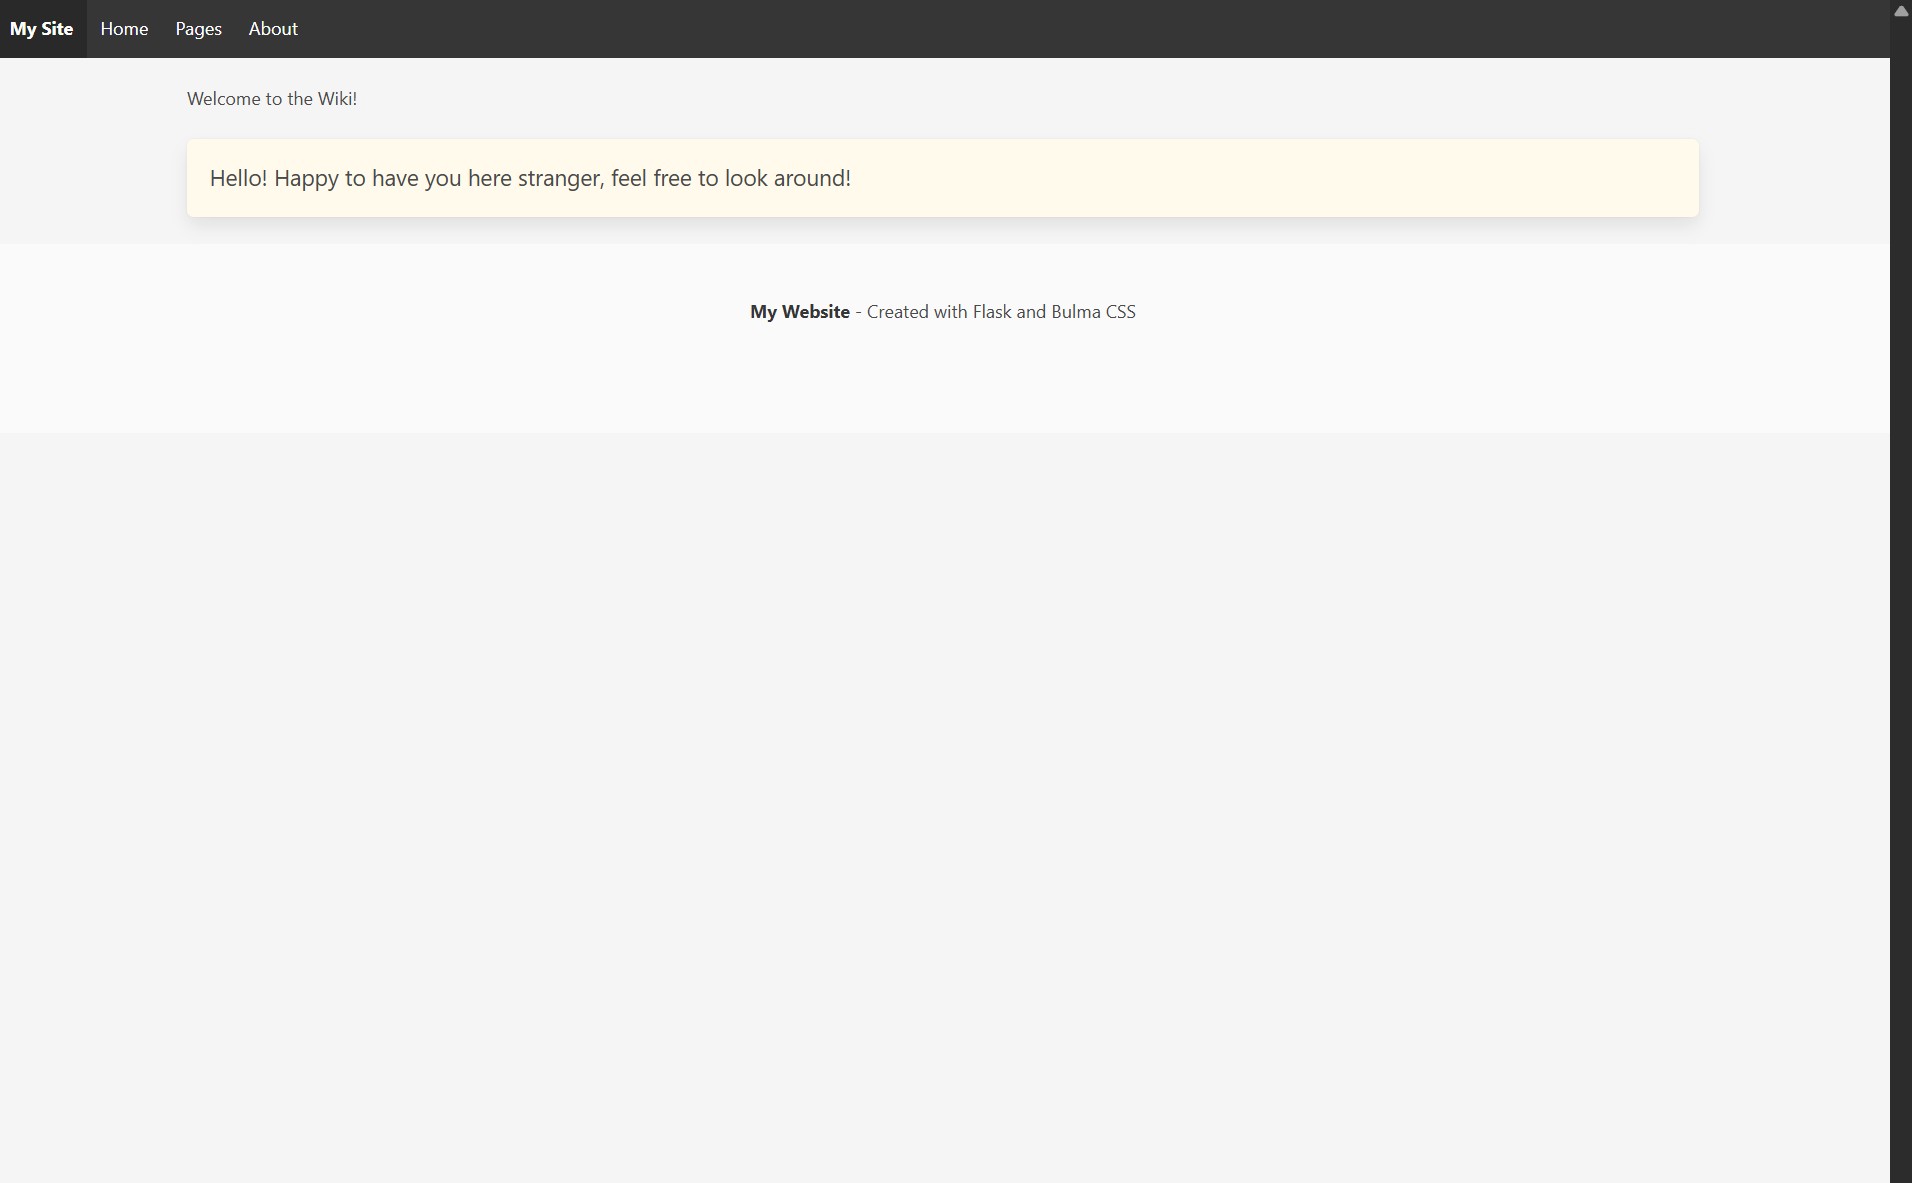 My Site Home Pages About
Welcome to the Wiki!
Hello! Happy to have you here stranger, feel free to look around!
My Website - Created with Flask and Bulma CSS